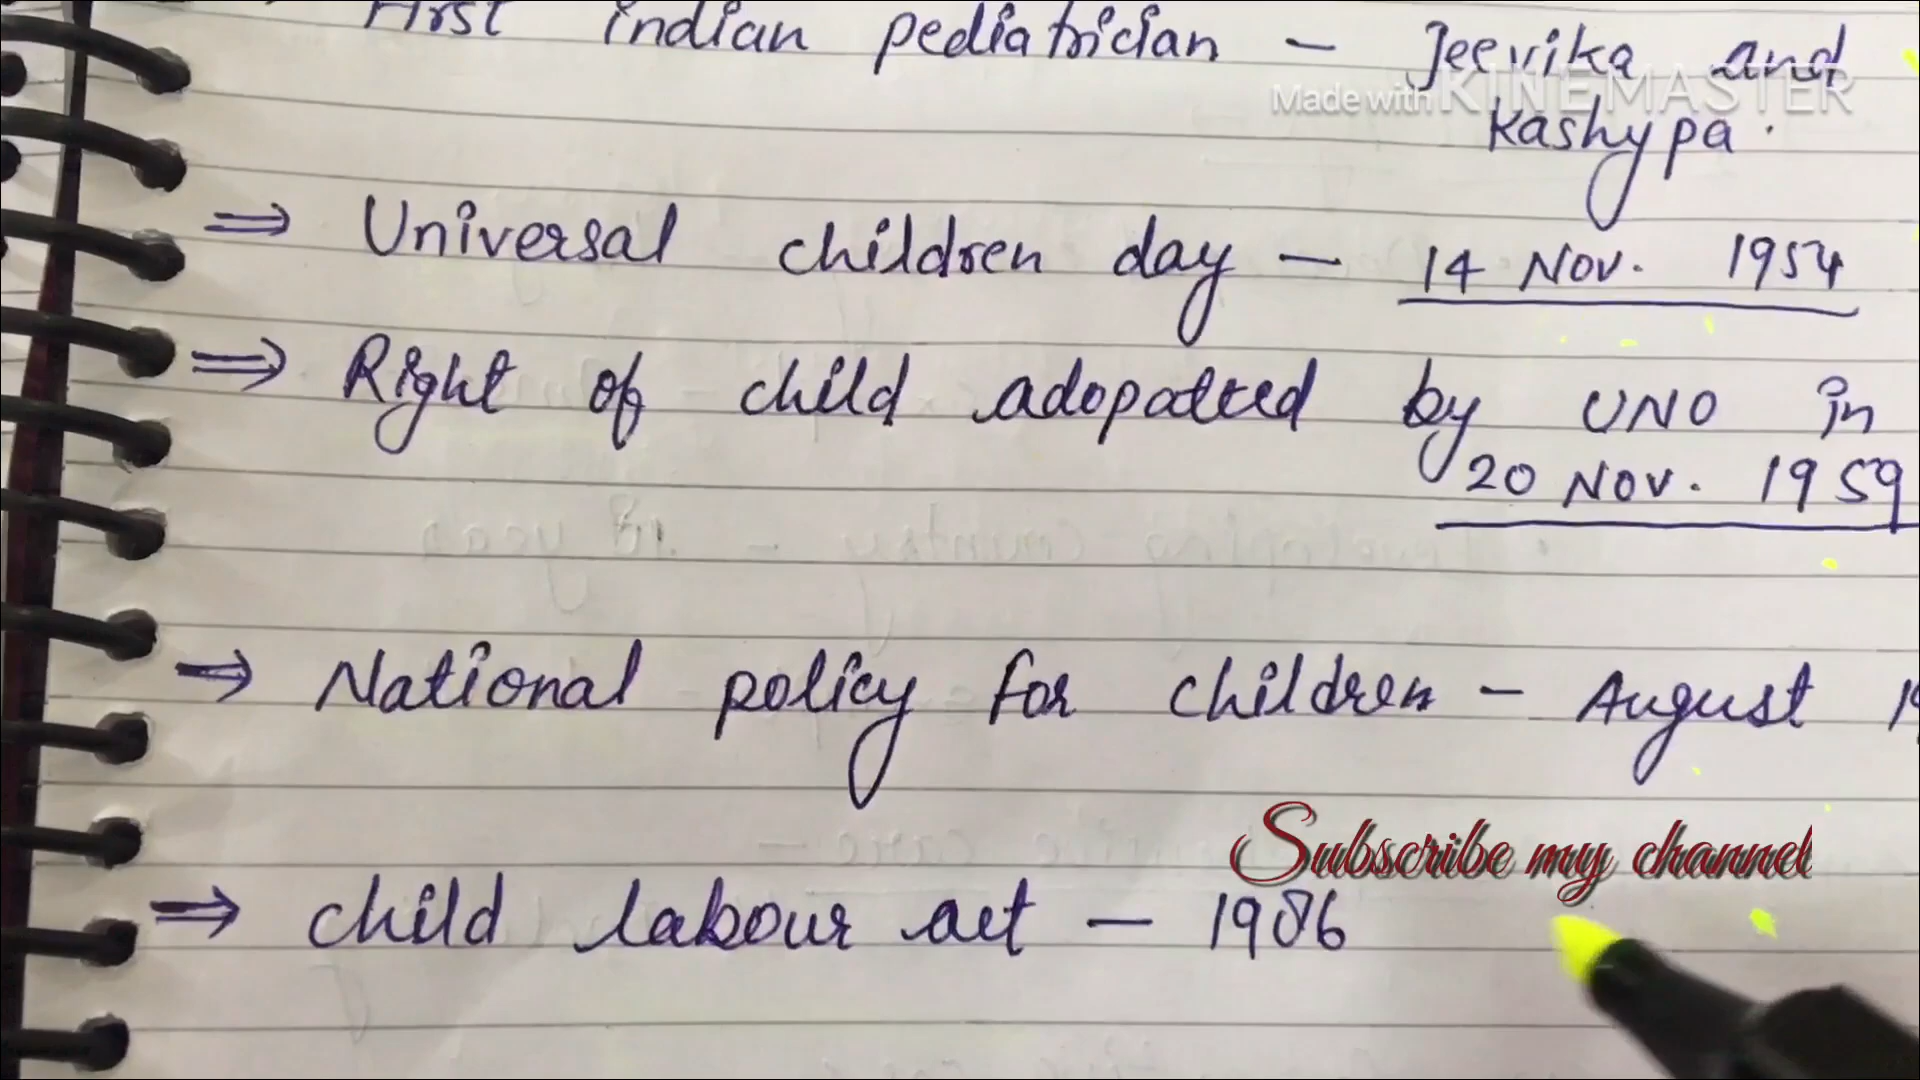 First indian pediatrician - Jeevika and
Made with KINEMASTER
Kashypa.
⇒ Universal children day - 14 Nov. 1954
⇒ Right of child adopatted by UNO in
20 Nov. 1959
⇒ National policy for children - August 19
Subscribe my channel
⇒ child labour act - 1986